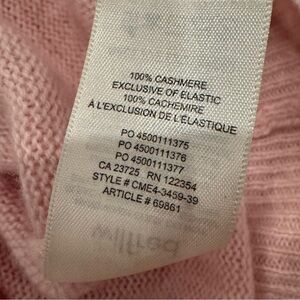 100% CASHMERE
EXCLUSIVE OF ELASTIC
100% CACHEMIRE
À L'EXCLUSION DE L'ÉLASTIQUE
PO 4500111375
PO 4500111376
PO 4500111377
CA 23725 RN 122354
STYLE # CME4-3459-39
ARTICLE # 69861
wilfred